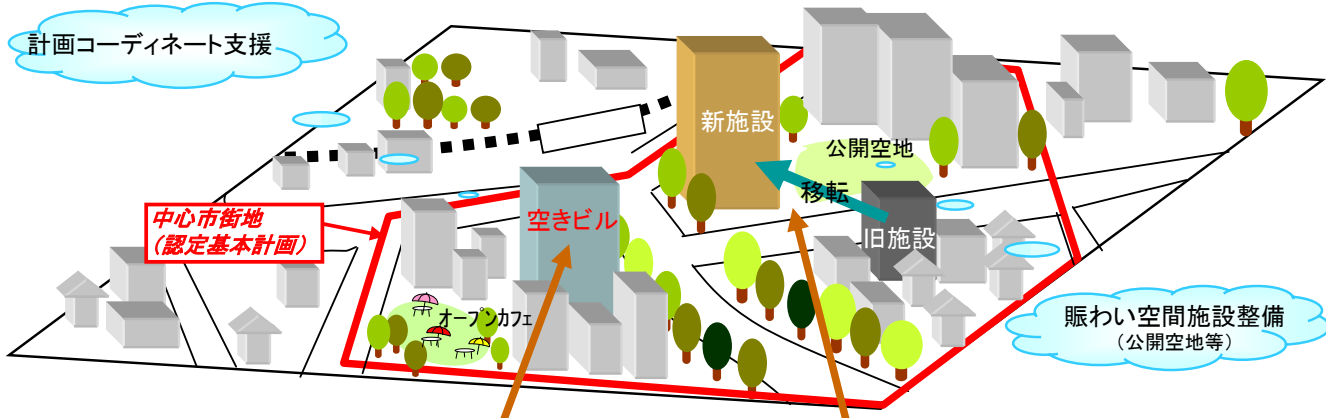 計画コーディネート支援
新施設
公開空地
移転
旧施設
中心市街地
(認定基本計画)
空きビル
オープンカフェ
賑わい空間施設整備
(公開空地等)